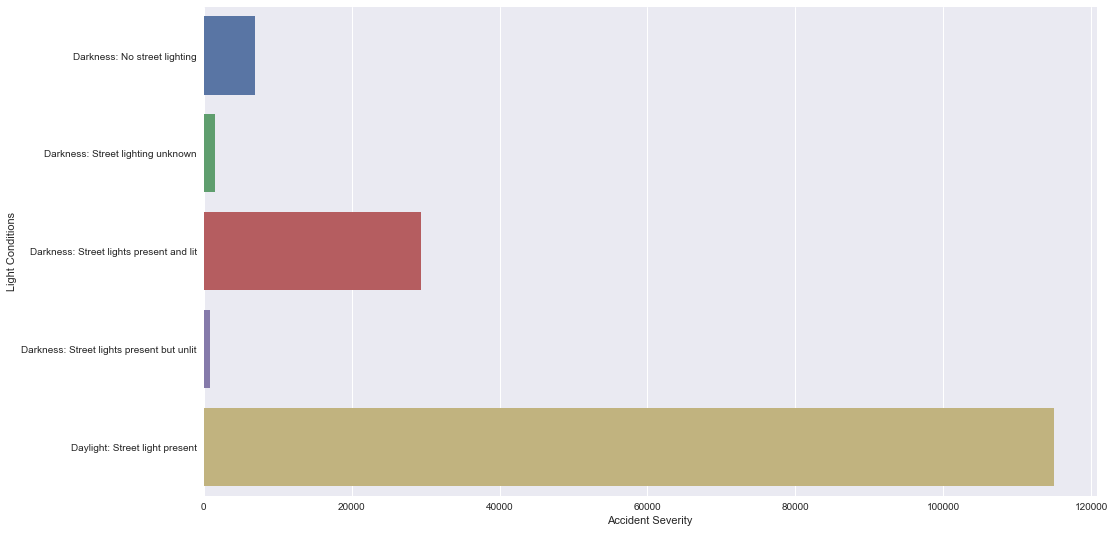 Darkness: No street lighting
Darkness: Street lighting unknown
Darkness: Street lights present and lit
Darkness: Street lights present but unlit
Daylight: Street light present
Light Conditions
0 20000 40000 60000 80000 100000 120000
Accident Severity